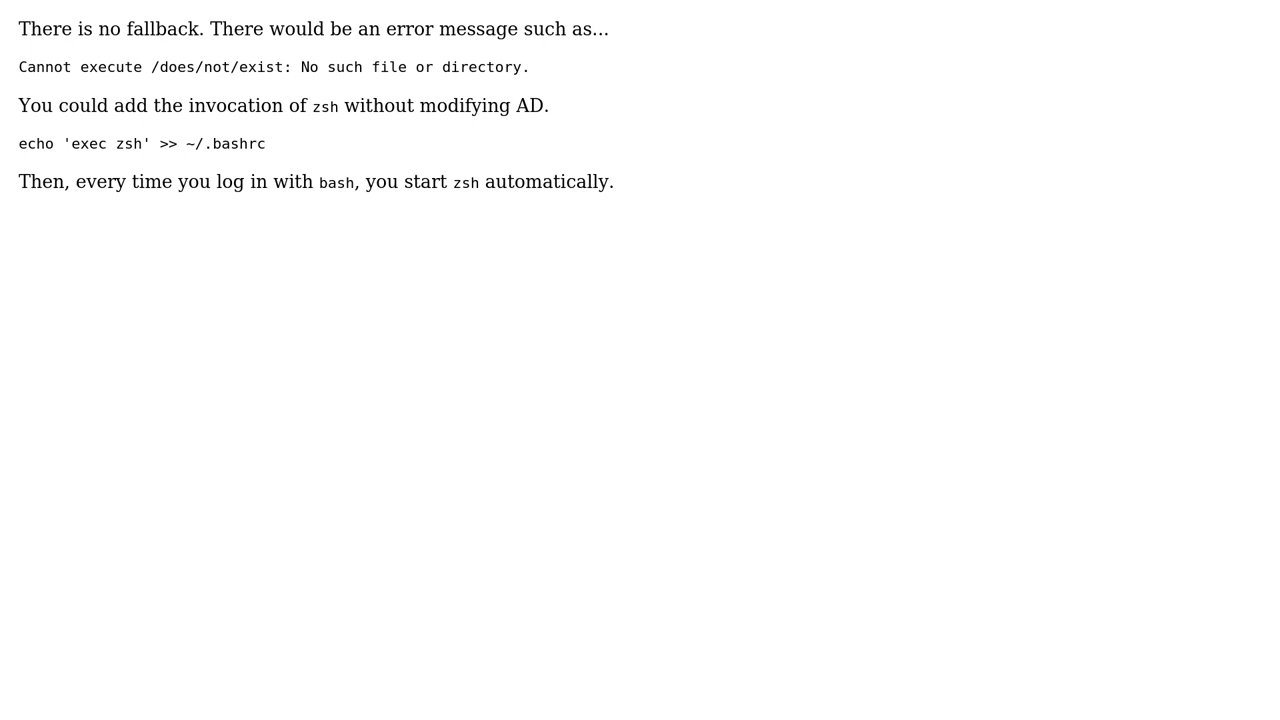 There is no fallback. There would be an error message such as...
Cannot execute /does/not/exist: No such file or directory.
You could add the invocation of zsh without modifying AD.
echo 'exec zsh' >> ~/.bashrc
Then, every time you log in with bash, you start zsh automatically.